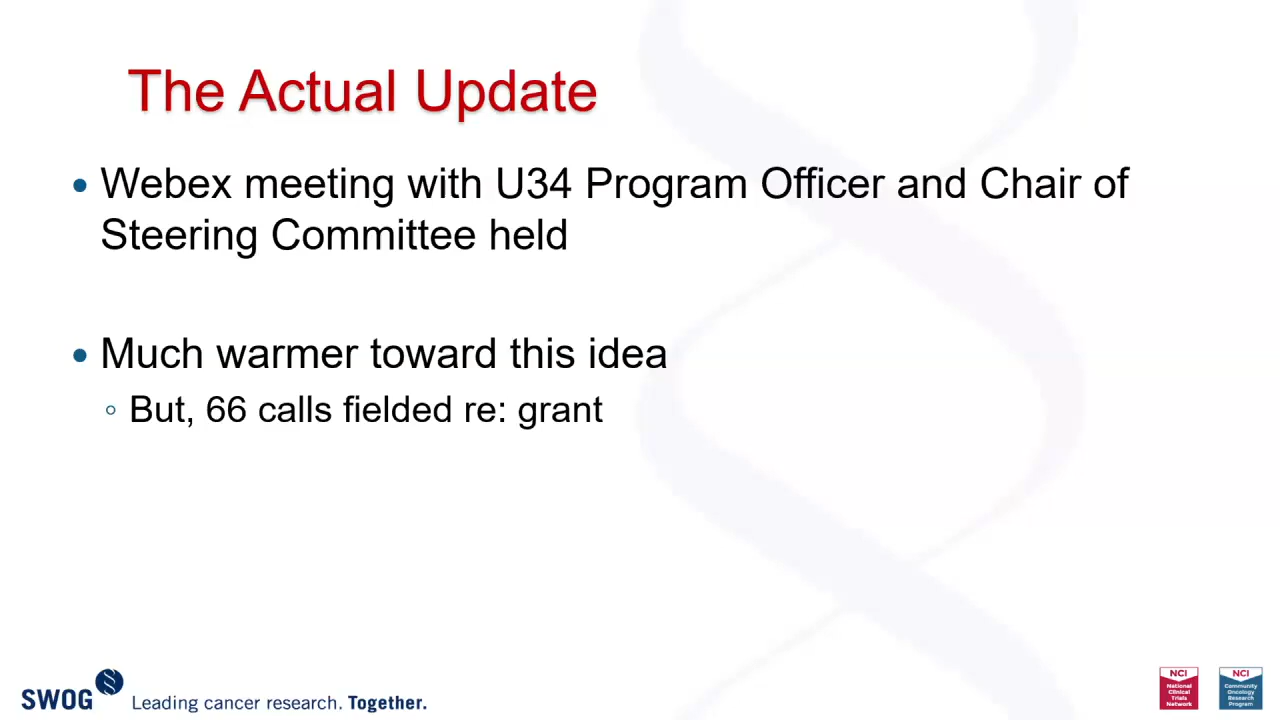 The Actual Update
• Webex meeting with U34 Program Officer and Chair of
Steering Committee held
• Much warmer toward this idea
◦ But, 66 calls fielded re: grant
SWOG
Leading cancer research. Together.
NCI
National
Clinical
Trials
Network
NCI
Community
Oncology
Research
Program